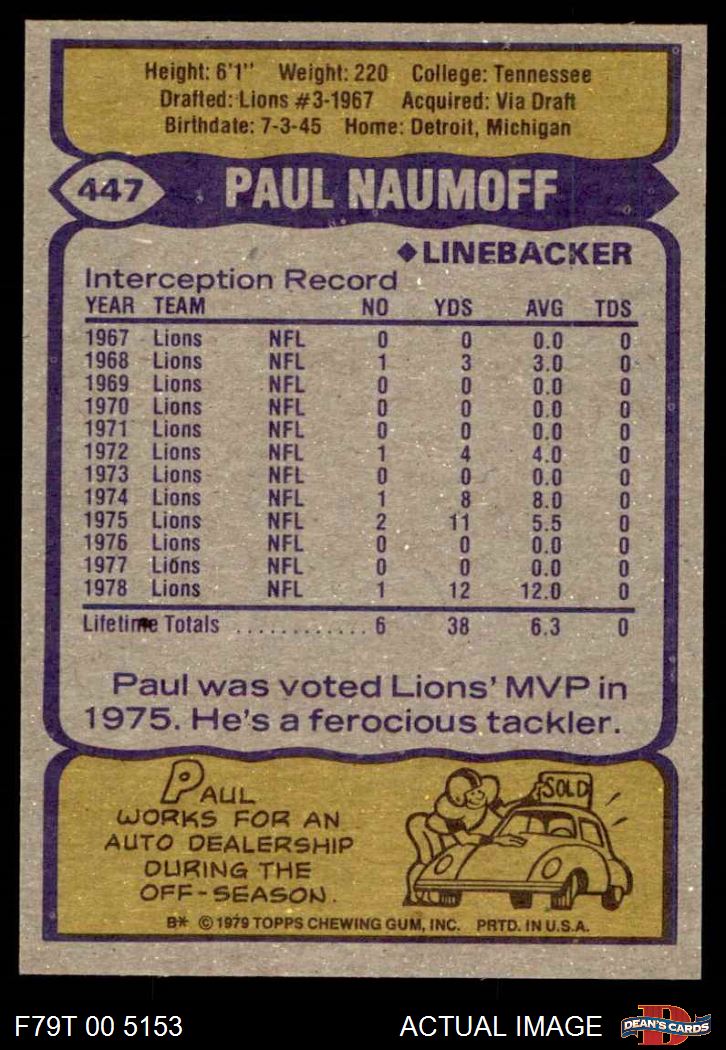 Height: 6'1" Weight: 220 College: Tennessee
Drafted: Lions #3-1967 Acquired: Via Draft
Birthdate: 7-3-45 Home: Detroit, Michigan
447 PAUL NAUMOFF
◆LINEBACKER
Interception Record
YEAR TEAM NO YDS AVG TDS
1967 Lions NFL 0 0 0.0 0
1968 Lions NFL 1 3 3.0 0
1969 Lions NFL 0 0 0.0 0
1970 Lions NFL 0 0 0.0 0
1971 Lions NFL 0 0 0.0 0
1972 Lions NFL 1 4 4.0 0
1973 Lions NFL 0 0 0.0 0
1974 Lions NFL 1 8 8.0 0
1975 Lions NFL 2 11 5.5 0
1976 Lions NFL 0 0 0.0 0
1977 Lions NFL 0 0 0.0 0
1978 Lions NFL 1 12 12.0 0
Lifetime Totals ............ 6 38 6.3 0
Paul was voted Lions' MVP in
1975. He's a ferocious tackler.
PAUL
WORKS FOR AN
AUTO DEALERSHIP
DURING THE
OFF-SEASON.
SOLD
B* © 1979 TOPPS CHEWING GUM, INC. PRTD. IN U.S.A.
F79T 00 5153 ACTUAL IMAGE D DEAN'S CARDS